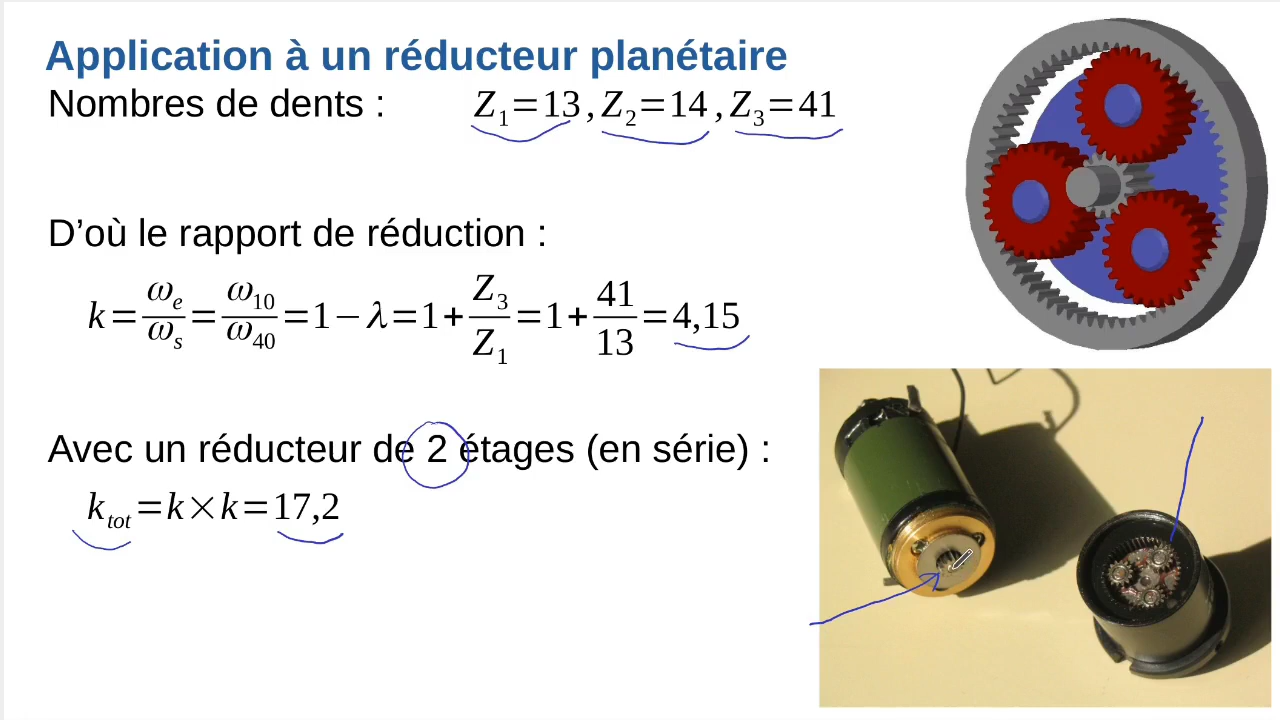 Application à un réducteur planétaire
Nombres de dents : Z₁=13, Z₂=14, Z₃=41
D’où le rapport de réduction :
k=ωₑ/ωₛ=ω₁₀/ω₄₀=1−λ=1+Z₃/Z₁=1+41/13=4,15
Avec un réducteur de 2 étages (en série) :
k_tot=k×k=17,2